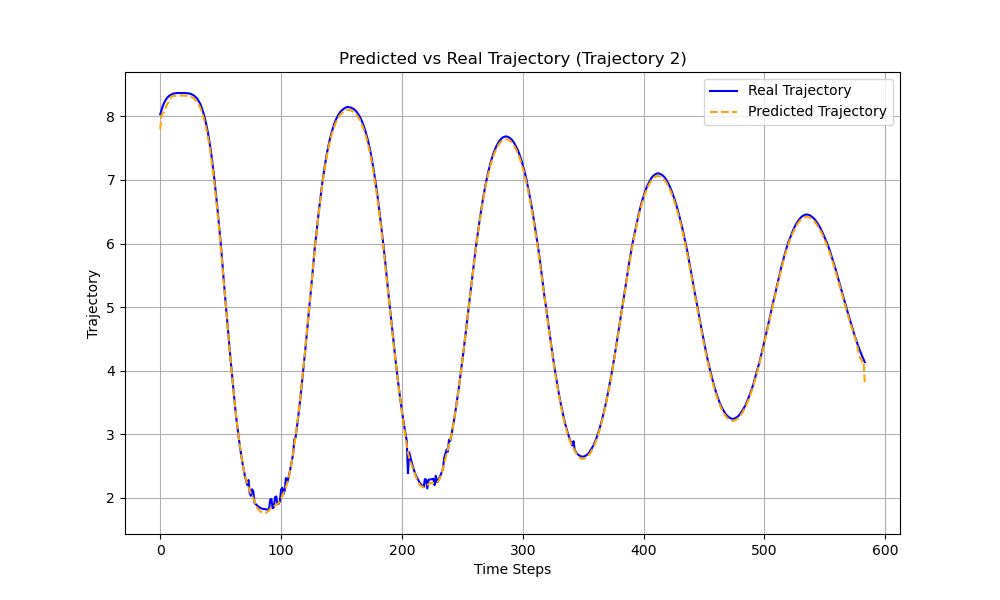 Predicted vs Real Trajectory (Trajectory 2)
Real Trajectory
Predicted Trajectory
Trajectory
8
7
6
5
4
3
2
0 100 200 300 400 500 600
Time Steps